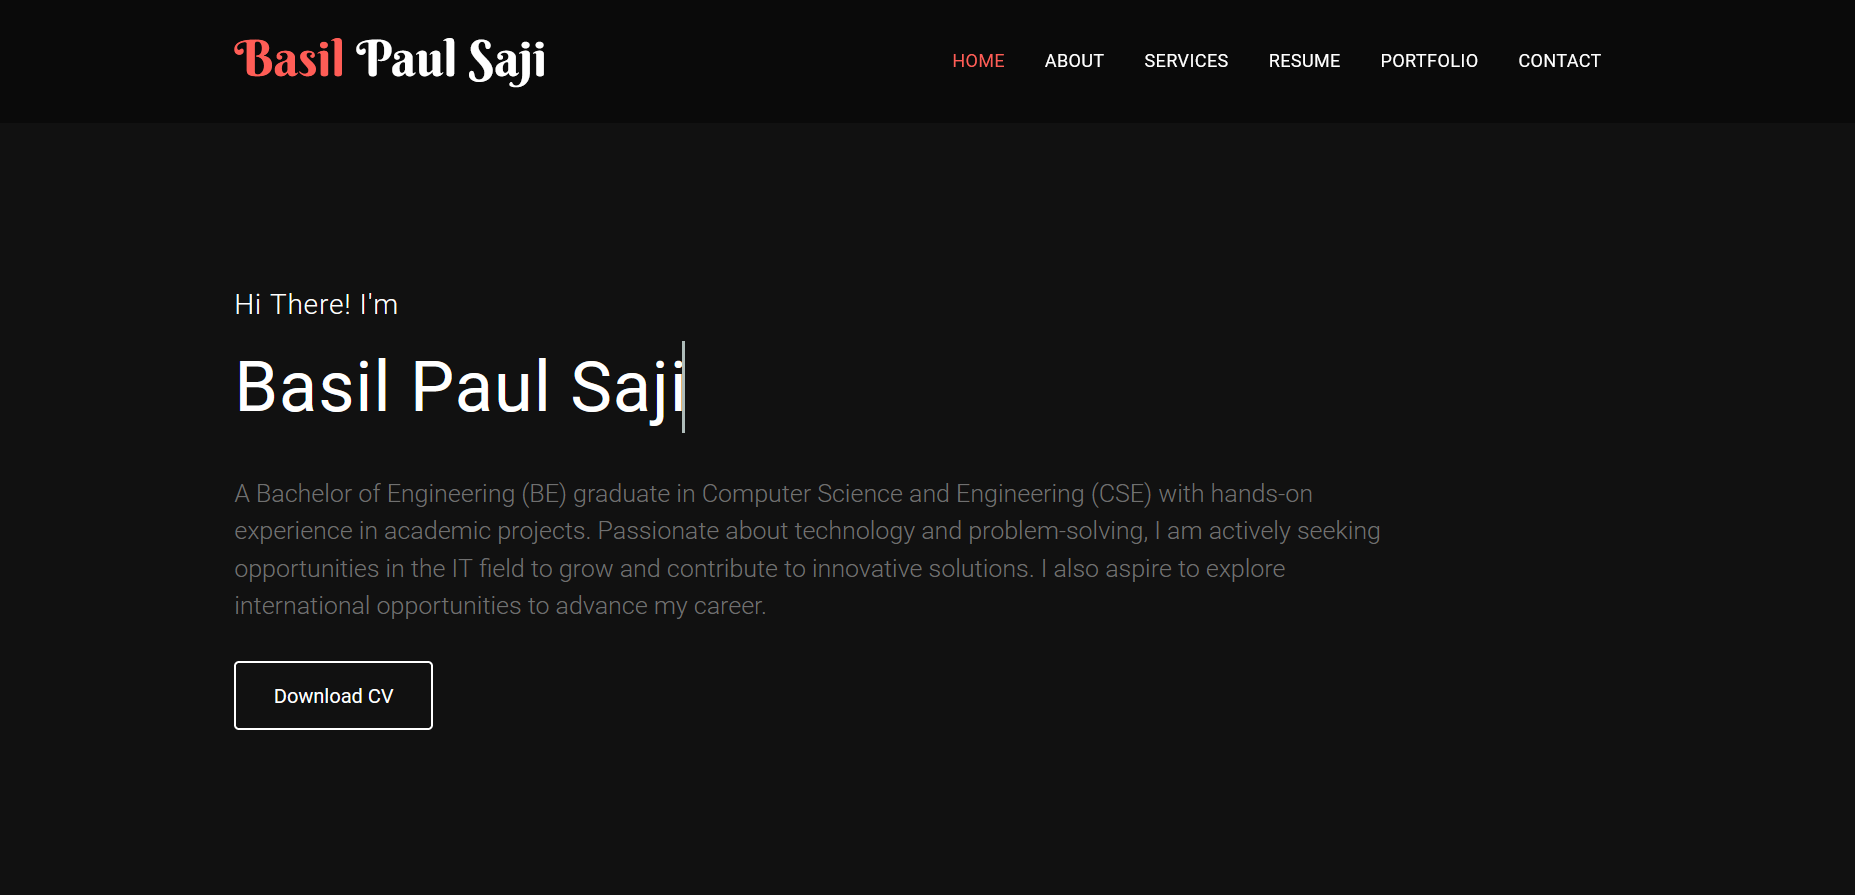 Basil Paul Saji
HOME ABOUT SERVICES RESUME PORTFOLIO CONTACT
Hi There! I'm
Basil Paul Saji
A Bachelor of Engineering (BE) graduate in Computer Science and Engineering (CSE) with hands-on
experience in academic projects. Passionate about technology and problem-solving, I am actively seeking
opportunities in the IT field to grow and contribute to innovative solutions. I also aspire to explore
international opportunities to advance my career.
Download CV